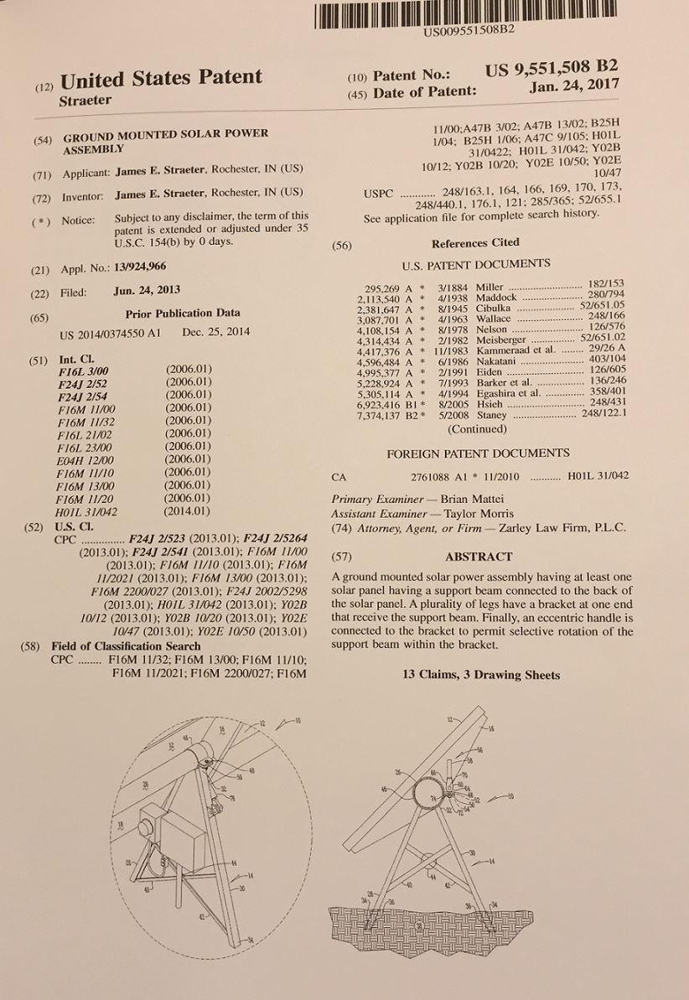 US009551508B2
(12) United States Patent
Straeter
(10) Patent No.: US 9,551,508 B2
(45) Date of Patent: Jan. 24, 2017
(54) GROUND MOUNTED SOLAR POWER
ASSEMBLY
(71) Applicant: James E. Straeter, Rochester, IN (US)
(72) Inventor: James E. Straeter, Rochester, IN (US)
( * ) Notice: Subject to any disclaimer, the term of this
patent is extended or adjusted under 35
U.S.C. 154(b) by 0 days.
(21) Appl. No.: 13/924,966
(22) Filed: Jun. 24, 2013
(65) Prior Publication Data
US 2014/0374550 A1 Dec. 25, 2014
(51) Int. Cl.
F16L 3/00 (2006.01)
F24J 2/52 (2006.01)
F24J 2/54 (2006.01)
F16M 11/00 (2006.01)
F16M 11/32 (2006.01)
F16L 21/02 (2006.01)
F16L 23/00 (2006.01)
E04H 12/00 (2006.01)
F16M 11/10 (2006.01)
F16M 13/00 (2006.01)
F16M 11/20 (2006.01)
H01L 31/042 (2014.01)
(52) U.S. Cl.
CPC ............... F24J 2/523 (2013.01); F24J 2/5264
(2013.01); F24J 2/541 (2013.01); F16M 11/00
(2013.01); F16M 11/10 (2013.01); F16M
11/2021 (2013.01); F16M 13/00 (2013.01);
F16M 2200/027 (2013.01); F24J 2002/5298
(2013.01); H01L 31/042 (2013.01); Y02B
10/12 (2013.01); Y02B 10/20 (2013.01); Y02E
10/47 (2013.01); Y02E 10/50 (2013.01)
(58) Field of Classification Search
CPC ........ F16M 11/32; F16M 13/00; F16M 11/10;
F16M 11/2021; F16M 2200/027; F16M
11/00;A47B 3/02; A47B 13/02; B25H
1/04; B25H 1/06; A47C 9/105; H01L
31/0422; H01L 31/042; Y02B
10/12; Y02B 10/20; Y02E 10/50; Y02E
10/47
USPC ............ 248/163.1, 164, 166, 169, 170, 173,
248/440.1, 176.1, 121; 285/365; 52/655.1
See application file for complete search history.
(56) References Cited
U.S. PATENT DOCUMENTS
295,269 A * 3/1884 Miller ........................... 182/153
2,113,540 A * 4/1938 Maddock ...................... 280/794
2,381,647 A * 8/1945 Cibulka ..................... 52/651.05
3,087,701 A * 4/1963 Wallace ........................ 248/166
4,108,154 A * 8/1978 Nelson .......................... 126/576
4,314,434 A * 2/1982 Meisberger ................ 52/651.02
4,417,376 A * 11/1983 Kammeraad et al. ........ 29/26 A
4,596,484 A * 6/1986 Nakatani ....................... 403/104
4,995,377 A * 2/1991 Eiden ............................ 126/605
5,228,924 A * 7/1993 Barker et al. ................. 136/246
5,305,114 A * 4/1994 Egashira et al. .............. 358/401
6,923,416 B1 * 8/2005 Hsieh ............................ 248/431
7,374,137 B2 * 5/2008 Staney ........................ 248/122.1
(Continued)
FOREIGN PATENT DOCUMENTS
CA 2761088 A1 * 11/2010 ........... H01L 31/042
Primary Examiner — Brian Mattei
Assistant Examiner — Taylor Morris
(74) Attorney, Agent, or Firm — Zarley Law Firm, P.L.C.
(57) ABSTRACT
A ground mounted solar power assembly having at least one
solar panel having a support beam connected to the back of
the solar panel. A plurality of legs have a bracket at one end
that receive the support beam. Finally, an eccentric handle is
connected to the bracket to permit selective rotation of the
support beam within the bracket.
13 Claims, 3 Drawing Sheets